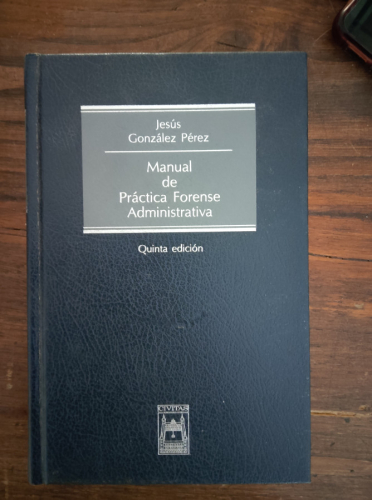 Jesús
González Pérez
Manual
de
Práctica Forense
Administrativa
Quinta edición
CIVITAS